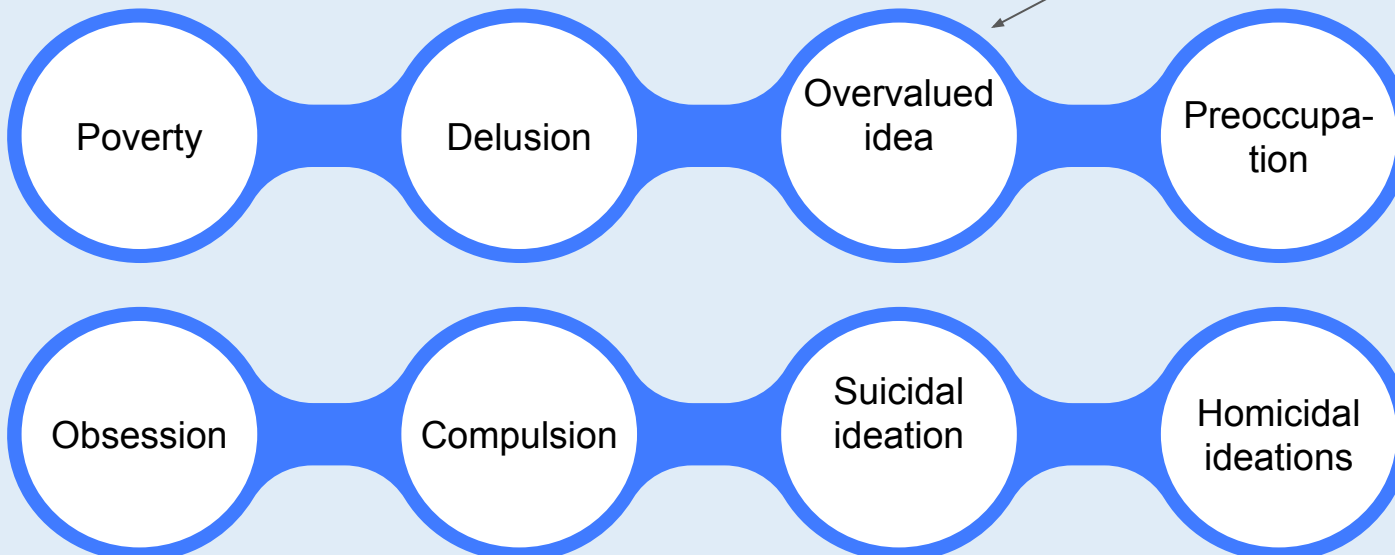 Poverty
Delusion
Overvalued
idea
Preoccupa-
tion
Obsession
Compulsion
Suicidal
ideation
Homicidal
ideations